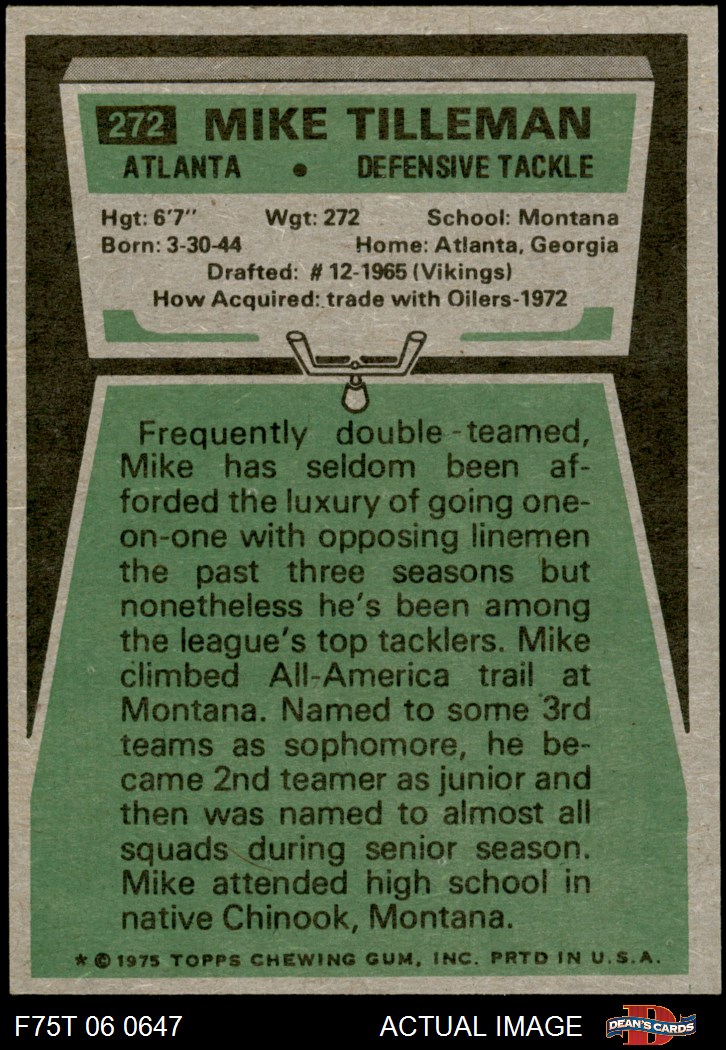 272 MIKE TILLEMAN
ATLANTA • DEFENSIVE TACKLE
Hgt: 6'7" Wgt: 272 School: Montana
Born: 3-30-44 Home: Atlanta, Georgia
Drafted: #12-1965 (Vikings)
How Acquired: trade with Oilers-1972
Frequently double-teamed,
Mike has seldom been af-
forded the luxury of going one-
on-one with opposing linemen
the past three seasons but
nonetheless he's been among
the league's top tacklers. Mike
climbed All-America trail at
Montana. Named to some 3rd
teams as sophomore, he be-
came 2nd teamer as junior and
then was named to almost all
squads during senior season.
Mike attended high school in
native Chinook, Montana.
* © 1975 TOPPS CHEWING GUM, INC. PRTD IN U.S.A.
F75T 06 0647 ACTUAL IMAGE D DEAN'S CARDS